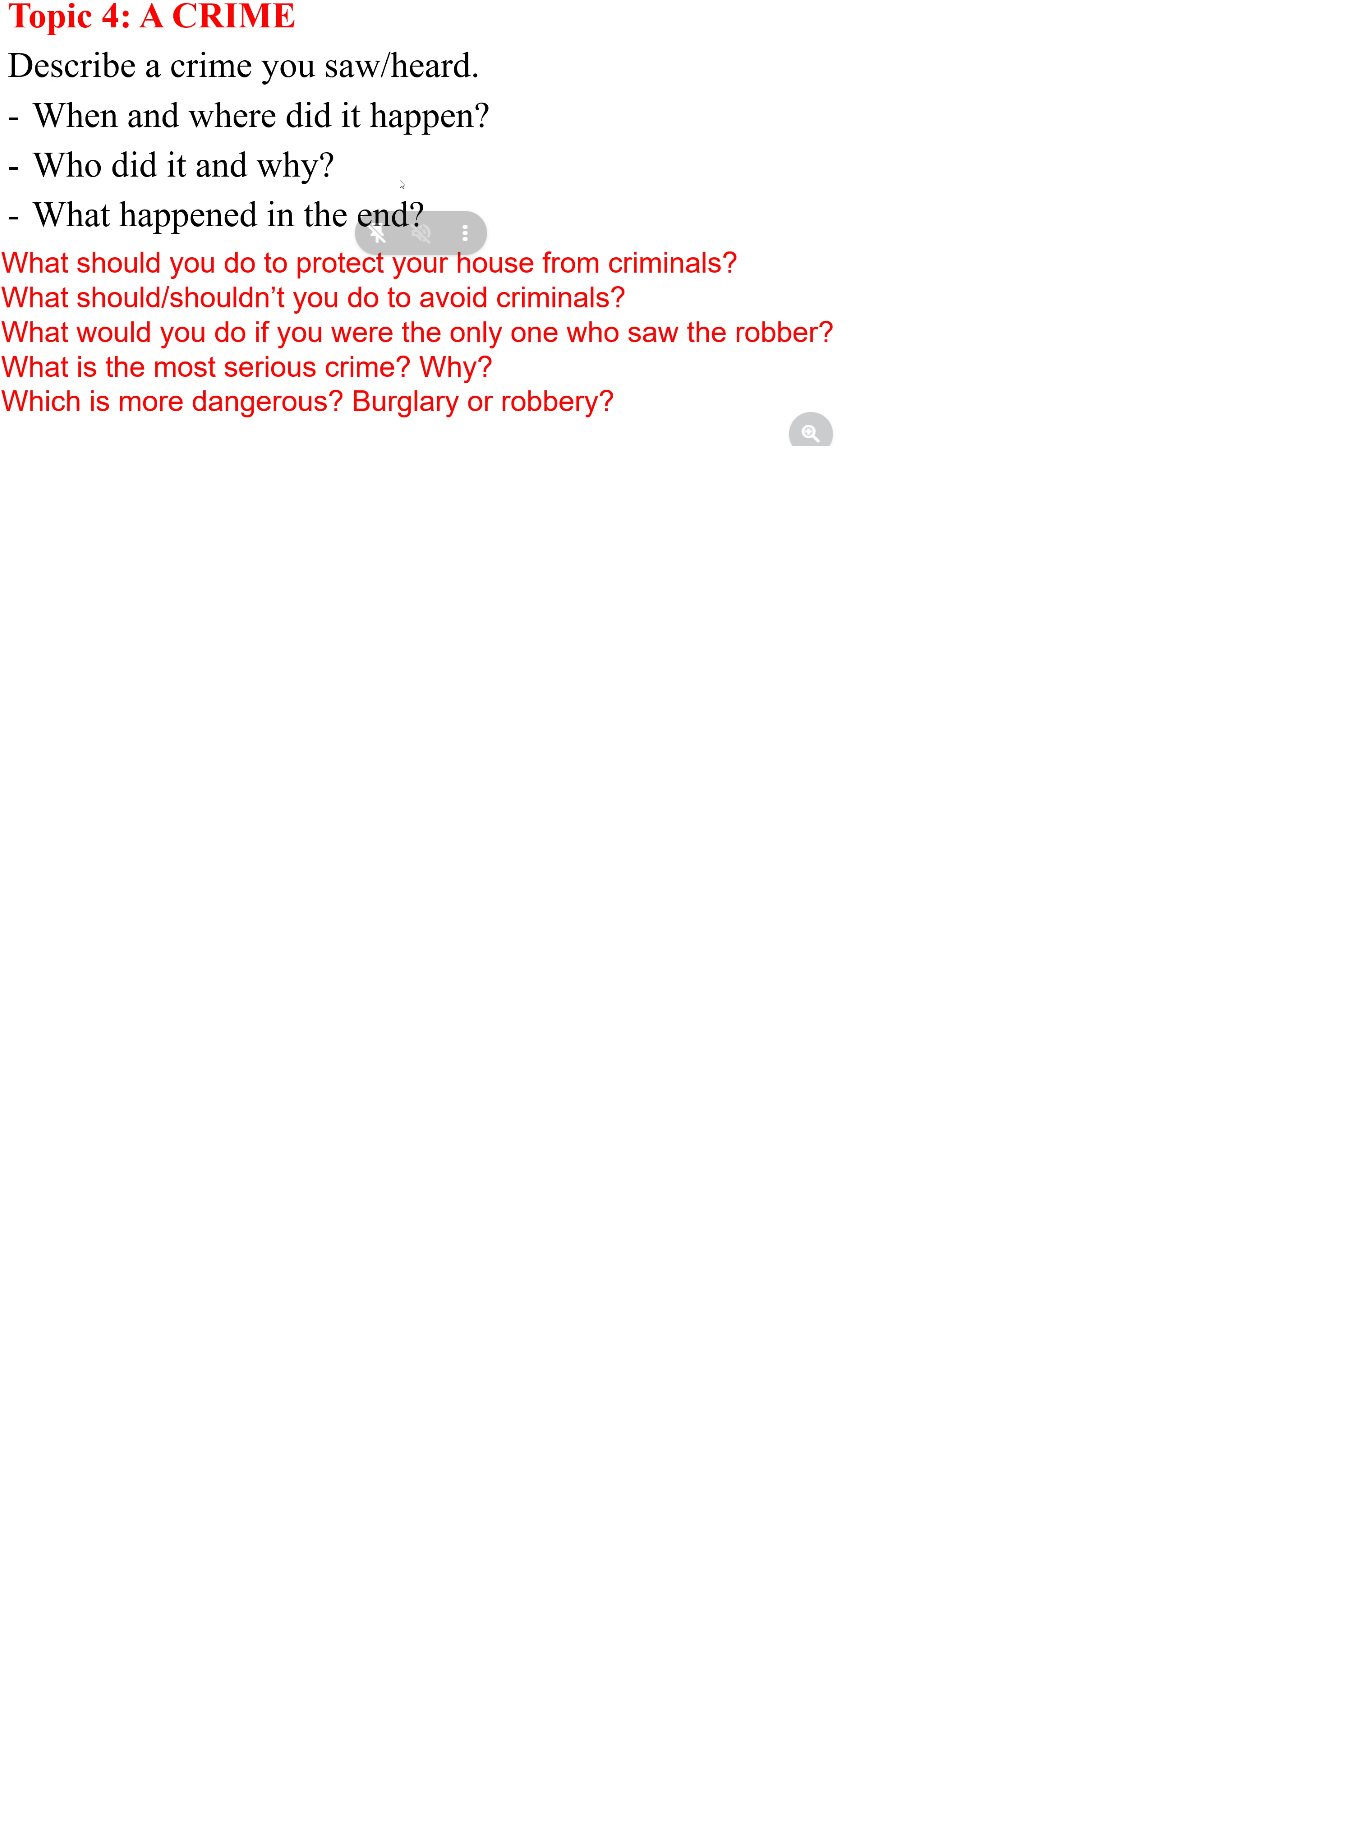 Topic 4: A CRIME
Describe a crime you saw/heard.
- When and where did it happen?
- Who did it and why?
- What happened in the end?
What should you do to protect your house from criminals?
What should/shouldn’t you do to avoid criminals?
What would you do if you were the only one who saw the robber?
What is the most serious crime? Why?
Which is more dangerous? Burglary or robbery?